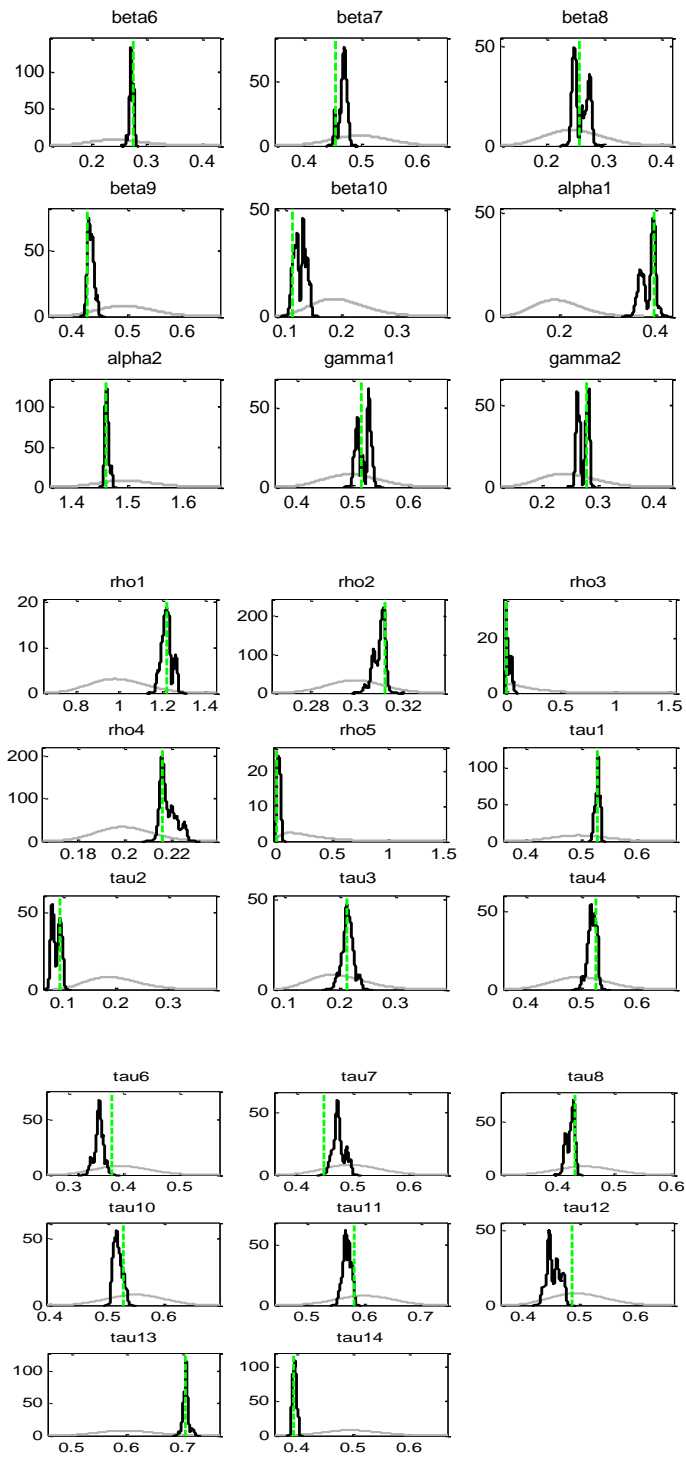 beta6 beta7 beta8
100 50 50
50
0 0 0
0.2 0.3 0.4 0.4 0.5 0.6 0.2 0.3 0.4
beta9 beta10 alpha1
50 50 50
0 0 0
0.4 0.5 0.6 0.1 0.2 0.3 0.2 0.4
alpha2 gamma1 gamma2
100 50 50
50
0 0 0
1.4 1.5 1.6 0.4 0.5 0.6 0.2 0.3 0.4
rho1 rho2 rho3
20 200 20
10 100
0 0 0
0.8 1 1.2 1.4 0.28 0.3 0.32 0 0.5 1 1.5
rho4 rho5 tau1
200 20 100
100 10 50
0 0 0
0.18 0.2 0.22 0 0.5 1 1.5 0.4 0.5 0.6
tau2 tau3 tau4
50 50 50
0 0 0
0.1 0.2 0.3 0.1 0.2 0.3 0.4 0.5 0.6
tau6 tau7 tau8
50 50 50
0 0 0
0.3 0.4 0.5 0.4 0.5 0.6 0.4 0.5 0.6
tau10 tau11 tau12
50 50 50
0 0 0
0.4 0.5 0.6 0.7 0.5 0.6 0.7 0.4 0.5 0.6
tau13 tau14
100 100
50 50
0 0
0.5 0.6 0.7 0.4 0.5 0.6